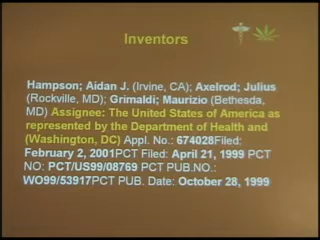 Inventors
Hampson; Aidan J. (Irvine, CA); Axelrod; Julius
(Rockville, MD); Grimaldi; Maurizio (Bethesda,
MD) Assignee: The United States of America as
represented by the Department of Health and
(Washington, DC) Appl. No.: 674028Filed:
February 2, 2001PCT Filed: April 21, 1999 PCT
NO: PCT/US99/08769 PCT PUB.NO.:
WO99/53917PCT PUB. Date: October 28, 1999